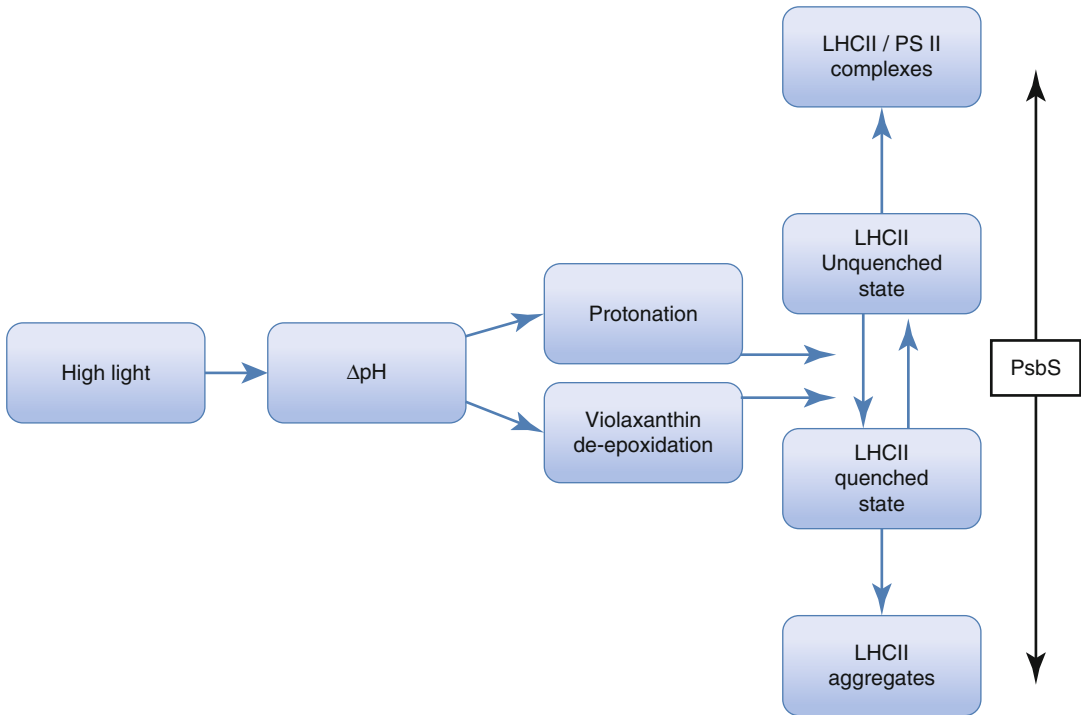 LHCII / PS II
complexes
LHCII
Unquenched
state
Protonation
High light
ΔpH
PsbS
Violaxanthin
de-epoxidation
LHCII
quenched
state
LHCII
aggregates